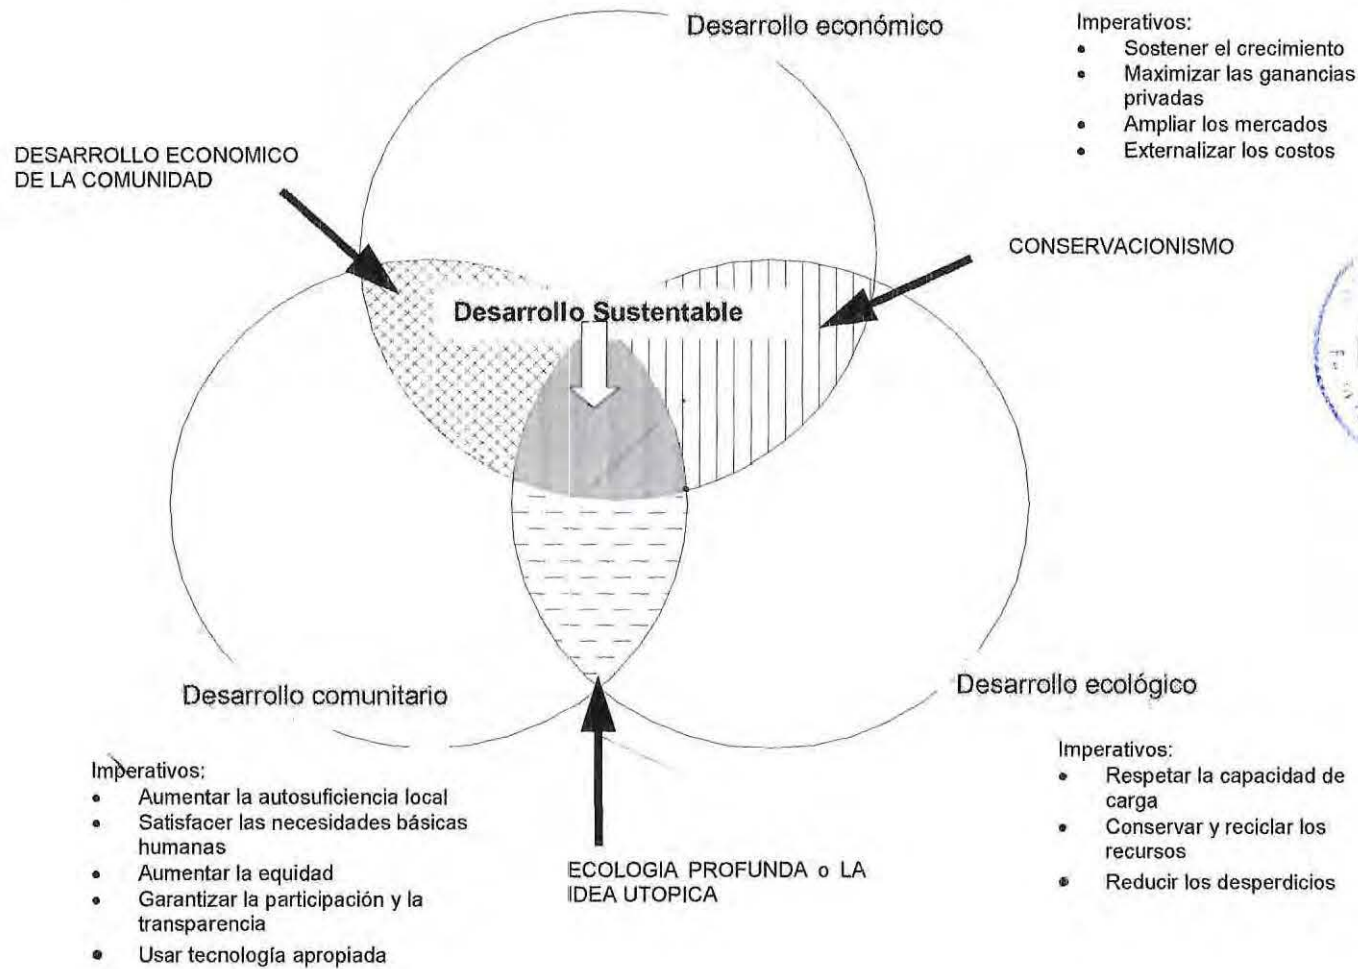 Desarrollo económico
Imperativos:
• Sostener el crecimiento
• Maximizar las ganancias
privadas
• Ampliar los mercados
• Externalizar los costos
DESARROLLO ECONOMICO
DE LA COMUNIDAD
CONSERVACIONISMO
Desarrollo Sustentable
Desarrollo comunitario
Desarrollo ecológico
Imperativos:
• Aumentar la autosuficiencia local
• Satisfacer las necesidades básicas
humanas
• Aumentar la equidad
• Garantizar la participación y la
transparencia
• Usar tecnología apropiada
ECOLOGIA PROFUNDA o LA
IDEA UTOPICA
Imperativos:
• Respetar la capacidad de
carga
• Conservar y reciclar los
recursos
• Reducir los desperdicios